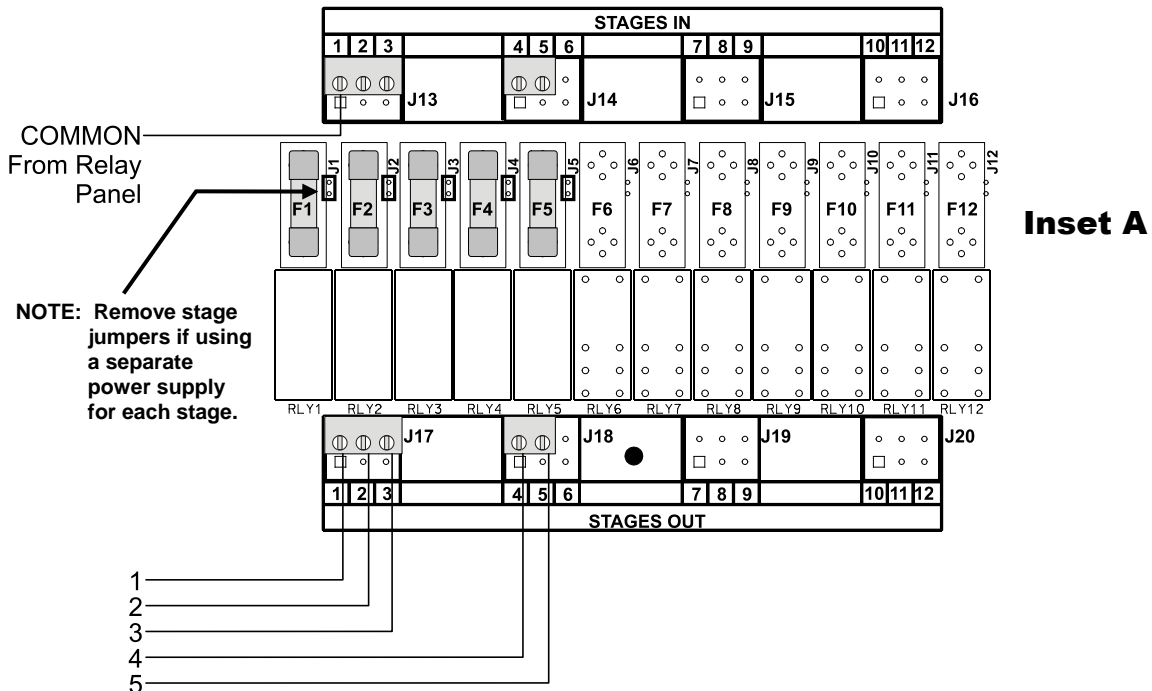 STAGES IN
1 2 3 4 5 6 7 8 9 10 11 12
J13 J14 J15 J16
COMMON
From Relay
Panel
J1 J2 J3 J4 J5 J6 J7 J8 J9 J10 J11 J12
F1 F2 F3 F4 F5 F6 F7 F8 F9 F10 F11 F12
Inset A
NOTE: Remove stage
jumpers if using
a separate
power supply
for each stage.
RLY1 RLY2 RLY3 RLY4 RLY5 RLY6 RLY7 RLY8 RLY9 RLY10 RLY11 RLY12
J17 J18 J19 J20
1 2 3 4 5 6 7 8 9 10 11 12
STAGES OUT
1
2
3
4
5